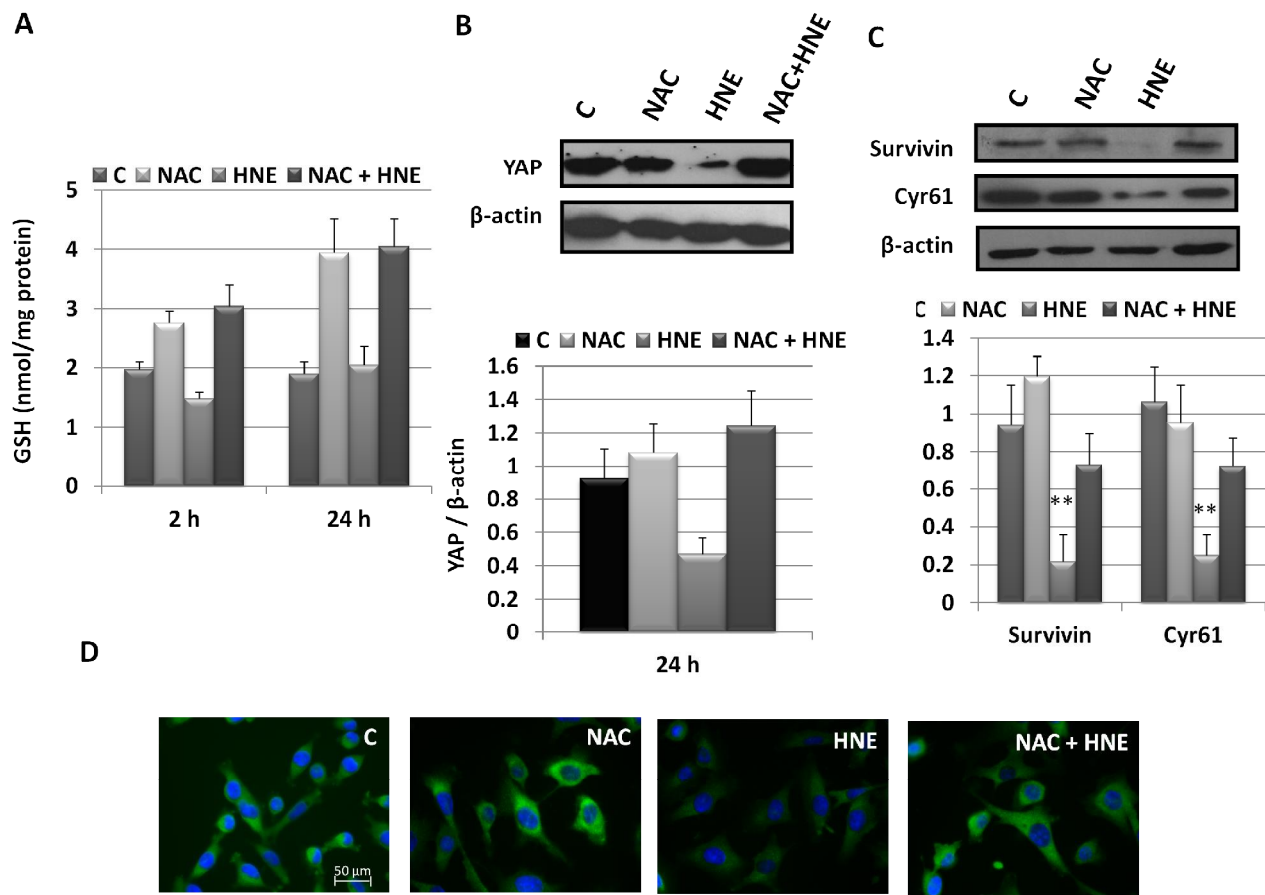 A
C NAC HNE NAC + HNE
GSH (nmol/mg protein)
5
4
3
2
1
0
2 h
24 h
B
C
NAC
HNE
NAC+HNE
YAP
β-actin
C NAC HNE NAC + HNE
YAP / β-actin
1.6
1.4
1.2
1
0.8
0.6
0.4
0.2
0
24 h
C
C
NAC
HNE
Survivin
Cyr61
β-actin
C NAC HNE NAC + HNE
1.4
1.2
1
0.8
0.6
0.4
0.2
0
**
**
Survivin
Cyr61
D
C
50 μm
NAC
HNE
NAC + HNE